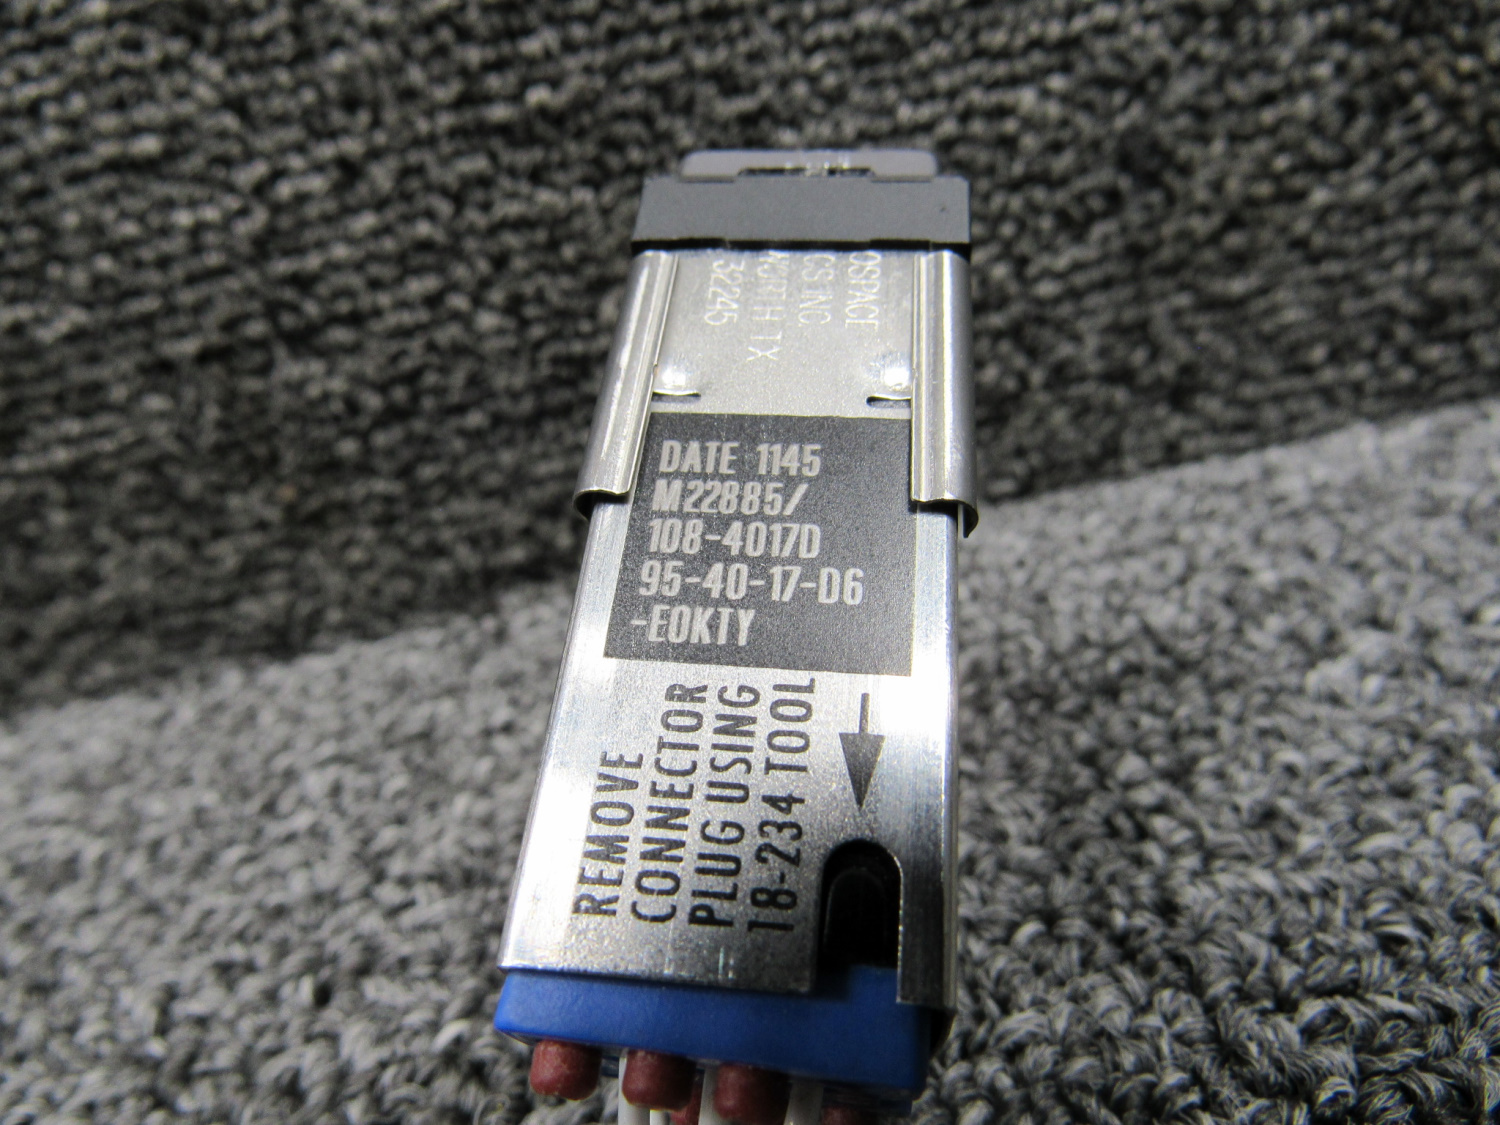 OSPACE
CS INC
WORTH TX
32245
DATE 1145
M22885/
108-4017D
95-40-17-D6
-EOKTY
REMOVE
CONNECTOR
PLUG USING
18-234 TOOL